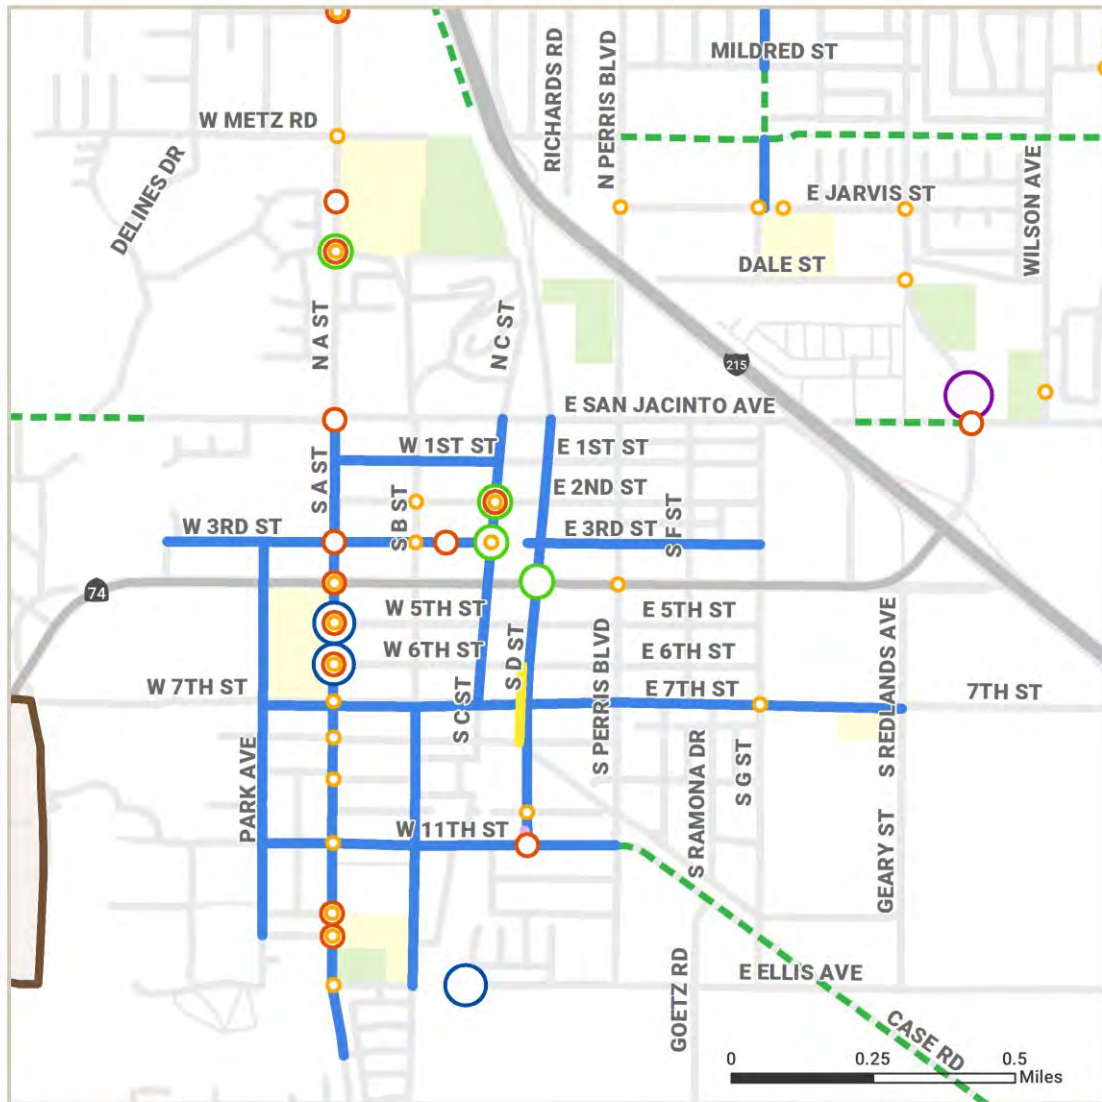 MILDRED ST
RICHARDS RD
N PERRIS BLVD
W METZ RD
DELINES DR
E JARVIS ST
WILSON AVE
DALE ST
N A ST
N C ST
215
E SAN JACINTO AVE
W 1ST ST
E 1ST ST
S A ST
E 2ND ST
S B ST
S F ST
W 3RD ST
E 3RD ST
74
W 5TH ST
E 5TH ST
W 6TH ST
E 6TH ST
S D ST
W 7TH ST
E 7TH ST
7TH ST
S C ST
S PERRIS BLVD
S REDLANDS AVE
PARK AVE
S RAMONA DR
S G ST
W 11TH ST
GEARY ST
E ELLIS AVE
GOETZ RD
CASE RD
0 0.25 0.5
Miles